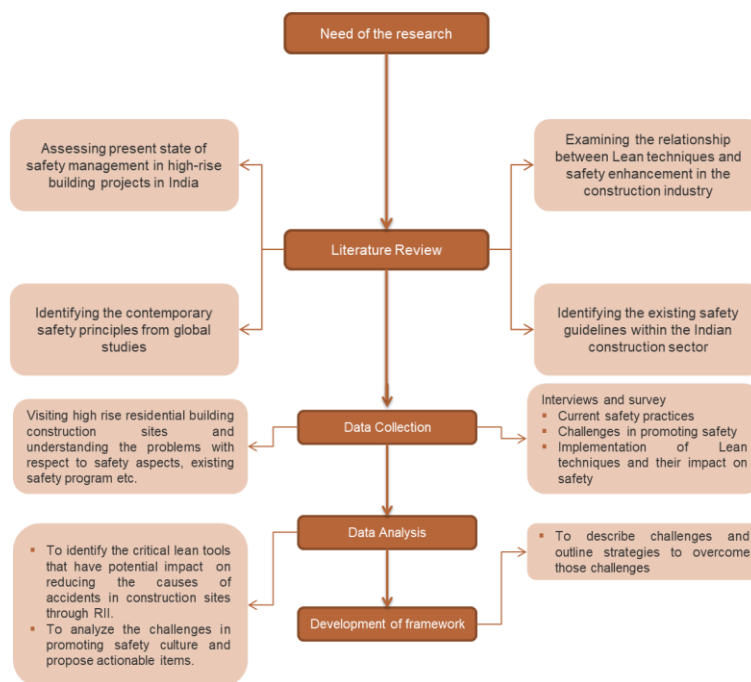 Need of the research
Assessing present state of
safety management in high-rise
building projects in India
Examining the relationship
between Lean techniques and
safety enhancement in the
construction industry
Literature Review
Identifying the contemporary
safety principles from global
studies
Identifying the existing safety
guidelines within the Indian
construction sector
Visiting high rise residential building
construction sites and
understanding the problems with
respect to safety aspects, existing
safety program etc.
Data Collection
Interviews and survey
▪ Current safety practices
▪ Challenges in promoting safety
▪ Implementation of Lean
techniques and their impact on
safety
Data Analysis
▪ To identify the critical lean tools
that have potential impact on
reducing the causes of
accidents in construction sites
through RII.
▪ To analyze the challenges in
promoting safety culture and
propose actionable items.
▪ To describe challenges and
outline strategies to overcome
those challenges
Development of framework